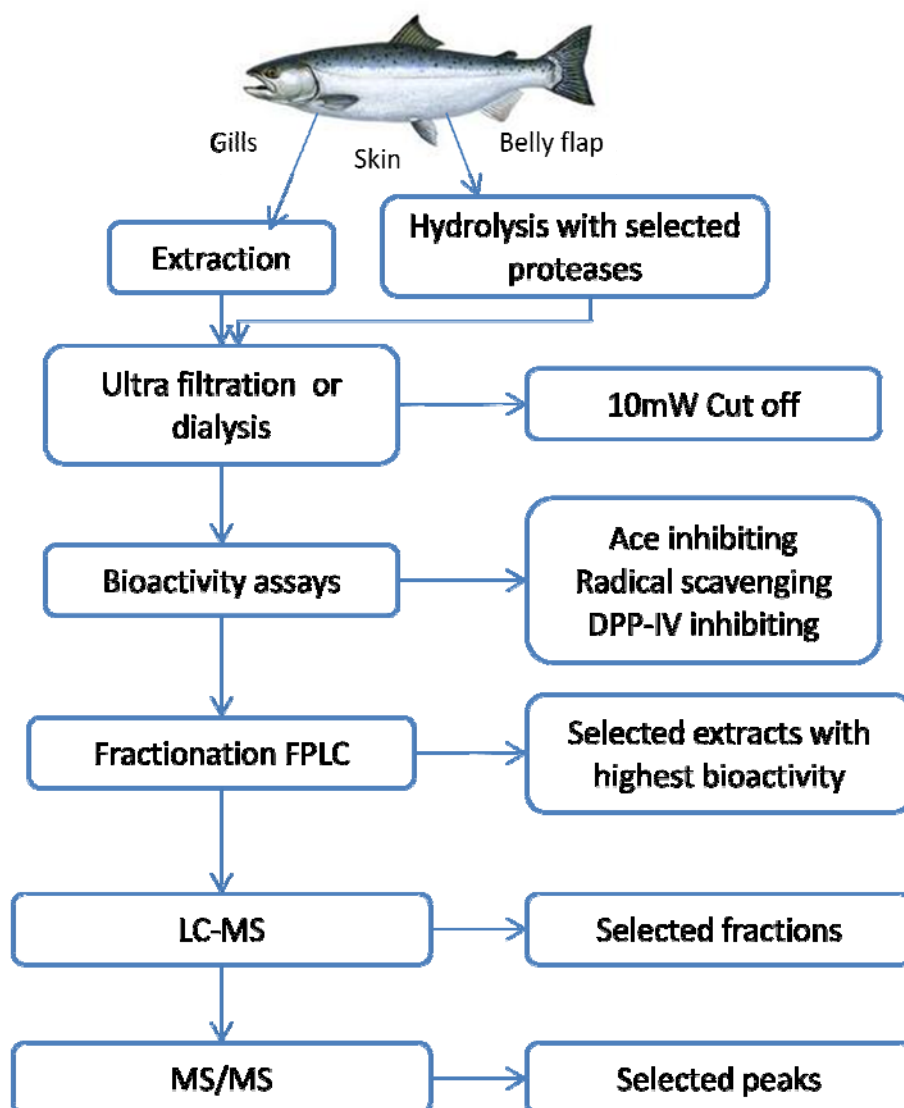 Gills
Skin
Belly flap
Extraction
Hydrolysis with selected
proteases
Ultra filtration or
dialysis
10mW Cut off
Bioactivity assays
Ace inhibiting
Radical scavenging
DPP-IV inhibiting
Fractionation FPLC
Selected extracts with
highest bioactivity
LC-MS
Selected fractions
MS/MS
Selected peaks